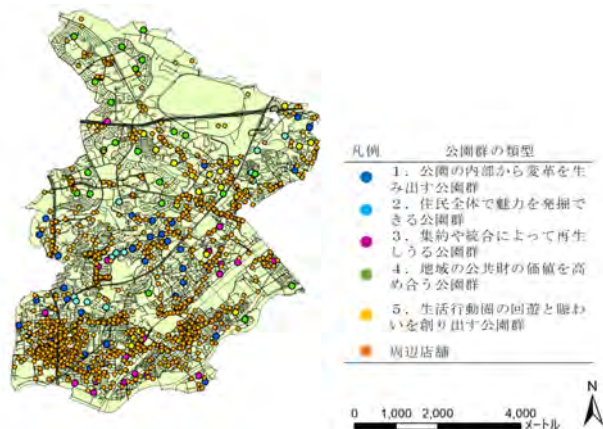 凡例 公園群の類型
1．公園の内部から変革を生
み出す公園群
2．住民全体で魅力を発掘で
きる公園群
3．集約や統合によって再生
しうる公園群
4．地域の公共財の価値を高
め合う公園群
5．生活行動圏の回遊と賑わ
いを創り出す公園群
周辺店舗
N
0 1,000 2,000 4,000
メートル